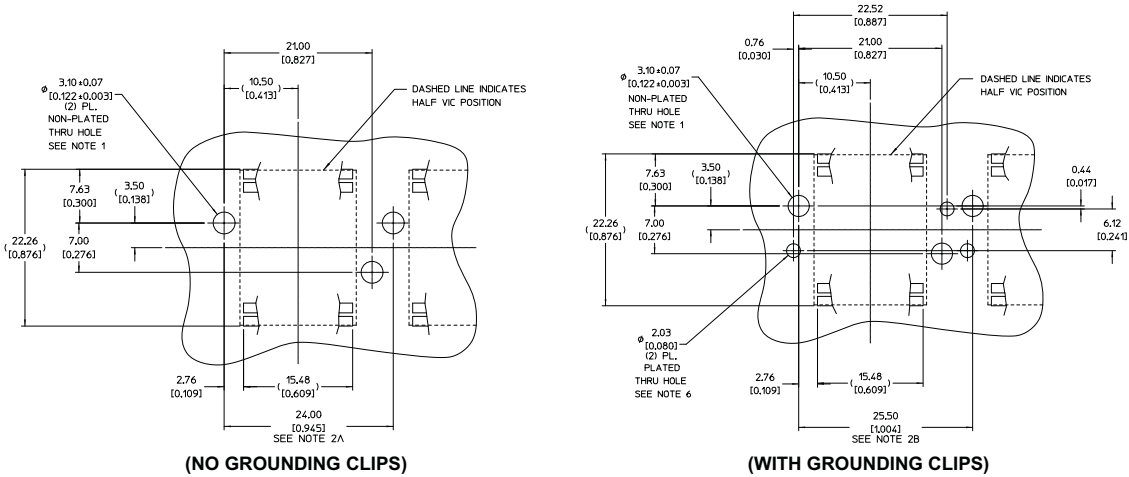 21.00
[0.827]
(10.50)
[0.413]
⌀ 3.10±0.07
[0.122±0.003]
(2) PL.
NON-PLATED
THRU HOLE
SEE NOTE 1
DASHED LINE INDICATES
HALF VIC POSITION
7.63
[0.300]
(3.50)
[0.138]
(22.26)
[0.876]
7.00
[0.276]
2.76
[0.109]
(15.48)
[0.609]
24.00
[0.945]
SEE NOTE 2A
(NO GROUNDING CLIPS)
22.52
[0.887]
0.76
[0.030]
21.00
[0.827]
(10.50)
[0.413]
⌀ 3.10±0.07
[0.122±0.003]
NON-PLATED
THRU HOLE
SEE NOTE 1
DASHED LINE INDICATES
HALF VIC POSITION
7.63
[0.300]
(3.50)
[0.138]
0.44
[0.017]
(22.26)
[0.876]
7.00
[0.276]
6.12
[0.241]
⌀ 2.03
[0.080]
(2) PL.
PLATED
THRU HOLE
SEE NOTE 6
2.76
[0.109]
(15.48)
[0.609]
25.50
[1.004]
SEE NOTE 2B
(WITH GROUNDING CLIPS)